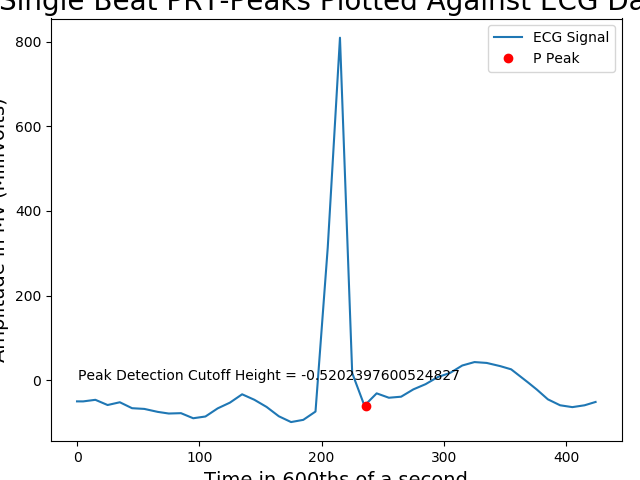 Single Beat PRT-Peaks Plotted Against ECG Da
ECG Signal
P Peak
Amplitude in MV (Millivolts)
800
600
400
200
0
Peak Detection Cutoff Height = -0.5202397600524827
0 100 200 300 400
Time in 600ths of a second